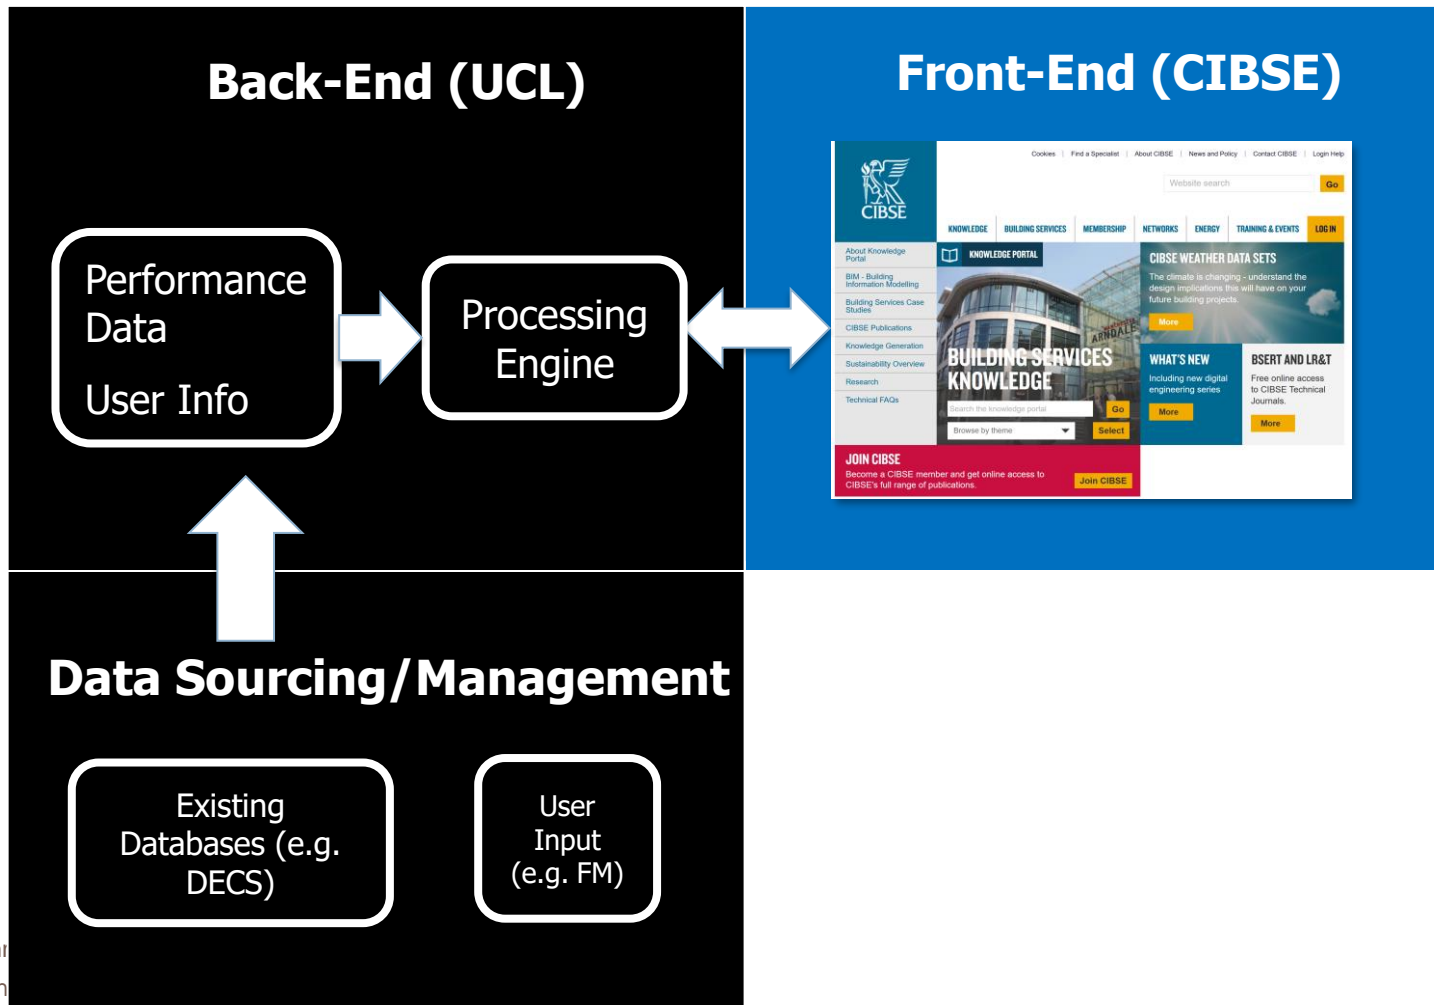 Back-End (UCL)
Front-End (CIBSE)
Performance
Data
User Info
Processing
Engine
Cookies | Find a Specialist | About CIBSE | News and Policy | Contact CIBSE | Login Help
CIBSE
Website search
Go
KNOWLEDGE
BUILDING SERVICES
MEMBERSHIP
NETWORKS
ENERGY
TRAINING & EVENTS
LOG IN
About Knowledge
Portal
BIM - Building
Information Modelling
Building Services Case
Studies
CIBSE Publications
Knowledge Generation
Sustainability Overview
Research
Technical FAQs
KNOWLEDGE PORTAL
ARNDALE
BUILDING SERVICES
KNOWLEDGE
Search the knowledge portal
Go
Browse by theme
Select
CIBSE WEATHER DATA SETS
The climate is changing - understand the
design implications this will have on your
future building projects.
More
WHAT'S NEW
Including new digital
engineering series
More
BSERT AND LR&T
Free online access
to CIBSE Technical
Journals.
More
JOIN CIBSE
Become a CIBSE member and get online access to
CIBSE's full range of publications.
Join CIBSE
Data Sourcing/Management
Existing
Databases (e.g.
DECS)
User
Input
(e.g. FM)